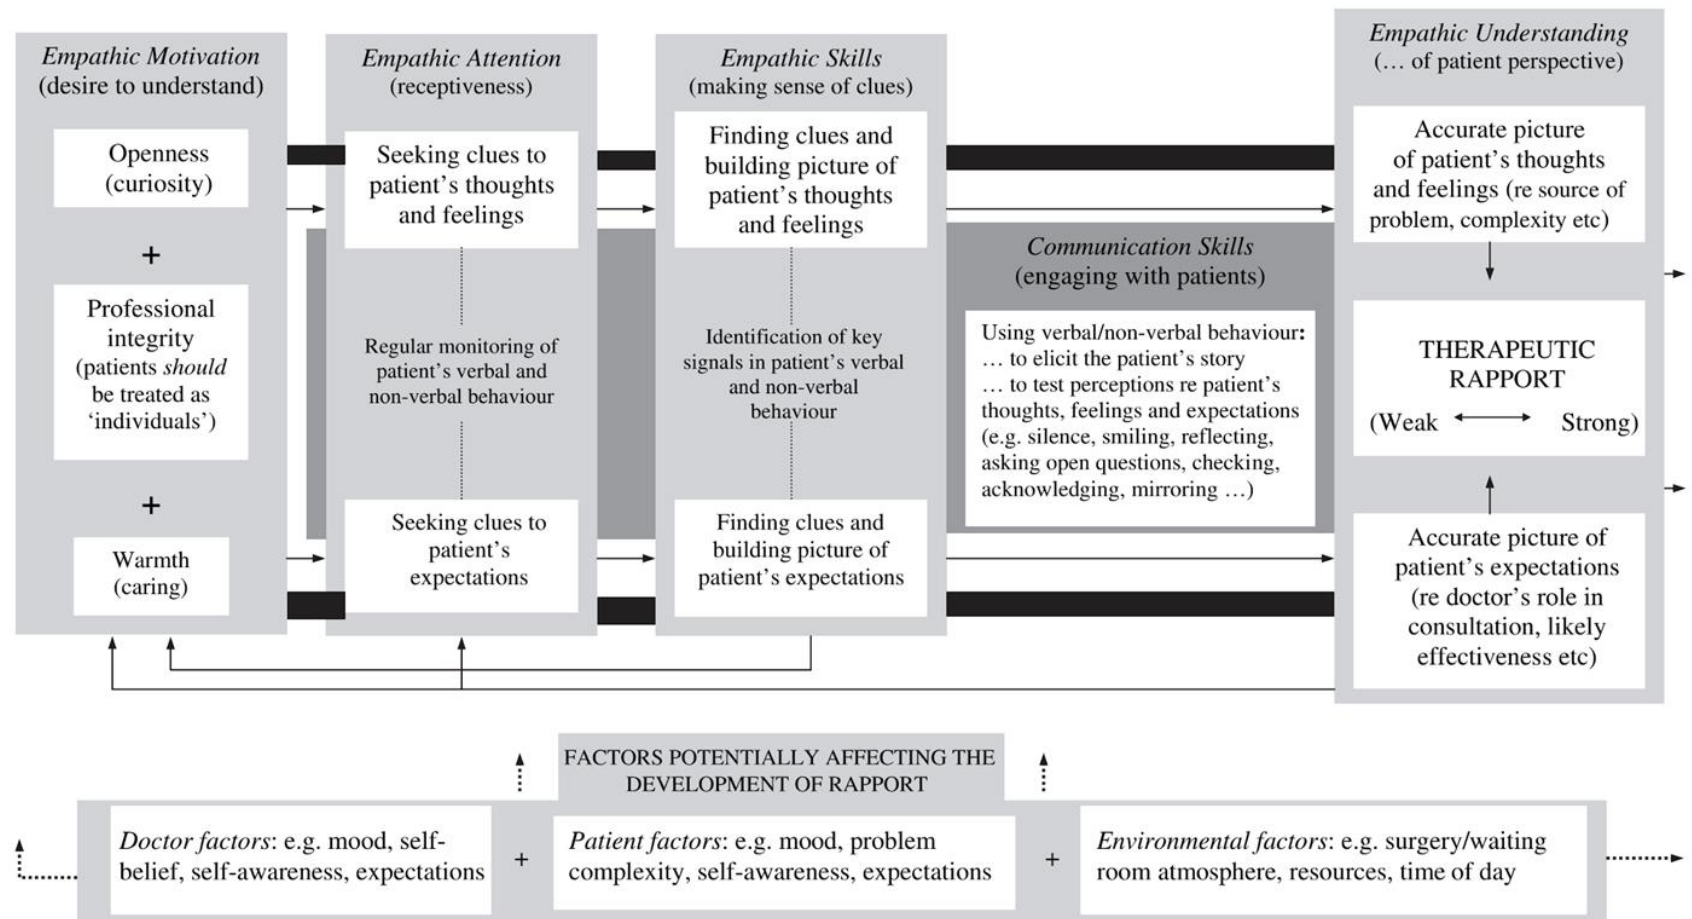 Empathic Motivation
(desire to understand)
Openness
(curiosity)
+
Professional
integrity
(patients should
be treated as
‘individuals’)
+
Warmth
(caring)
Empathic Attention
(receptiveness)
Seeking clues to
patient’s thoughts
and feelings
Regular monitoring of
patient’s verbal and
non-verbal behaviour
Seeking clues to
patient’s
expectations
Empathic Skills
(making sense of clues)
Finding clues and
building picture of
patient’s thoughts
and feelings
Identification of key
signals in patient’s verbal
and non-verbal
behaviour
Finding clues and
building picture of
patient’s expectations
Communication Skills
(engaging with patients)
Using verbal/non-verbal behaviour:
… to elicit the patient’s story
… to test perceptions re patient’s
thoughts, feelings and expectations
(e.g. silence, smiling, reflecting,
asking open questions, checking,
acknowledging, mirroring …)
Empathic Understanding
(… of patient perspective)
Accurate picture
of patient’s thoughts
and feelings (re source of
problem, complexity etc)
THERAPEUTIC
RAPPORT
(Weak Strong)
Accurate picture of
patient’s expectations
(re doctor’s role in
consultation, likely
effectiveness etc)
FACTORS POTENTIALLY AFFECTING THE
DEVELOPMENT OF RAPPORT
Doctor factors: e.g. mood, self-
belief, self-awareness, expectations
+
Patient factors: e.g. mood, problem
complexity, self-awareness, expectations
+
Environmental factors: e.g. surgery/waiting
room atmosphere, resources, time of day